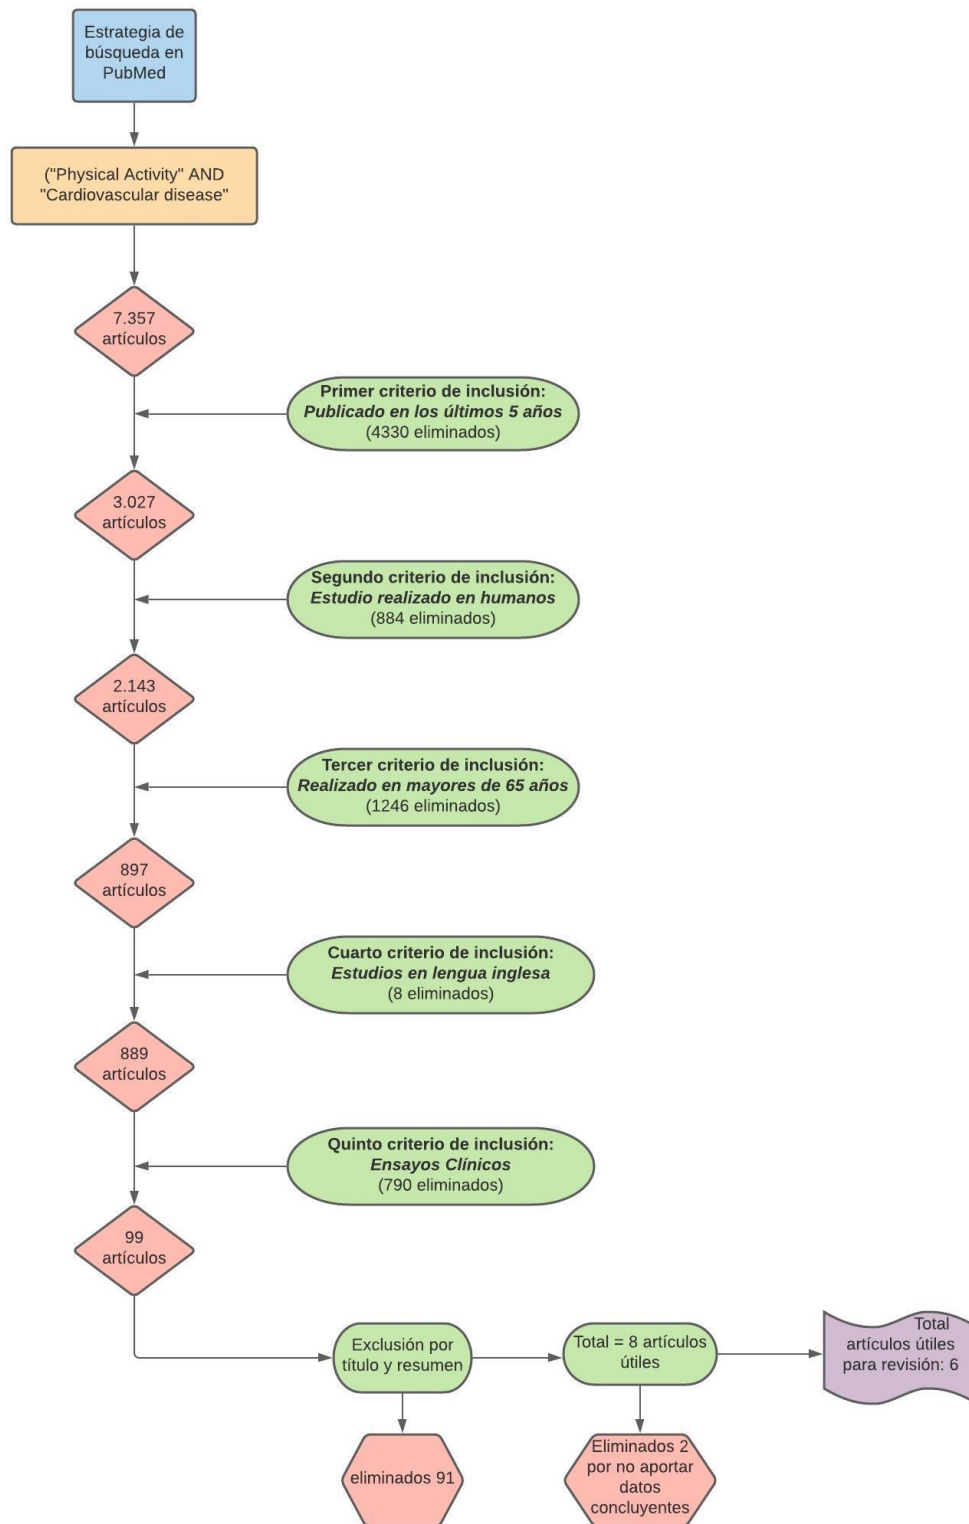 Estrategia de
búsqueda en
PubMed
("Physical Activity" AND
"Cardiovascular disease"
7.357
artículos
Primer criterio de inclusión:
Publicado en los últimos 5 años
(4330 eliminados)
3.027
artículos
Segundo criterio de inclusión:
Estudio realizado en humanos
(884 eliminados)
2.143
artículos
Tercer criterio de inclusión:
Realizado en mayores de 65 años
(1246 eliminados)
897
artículos
Cuarto criterio de inclusión:
Estudios en lengua inglesa
(8 eliminados)
889
artículos
Quinto criterio de inclusión:
Ensayos Clínicos
(790 eliminados)
99
artículos
Exclusión por
título y resumen
Total = 8 artículos
útiles
Total
artículos útiles
para revisión: 6
eliminados 91
Eliminados 2
por no aportar
datos
concluyentes